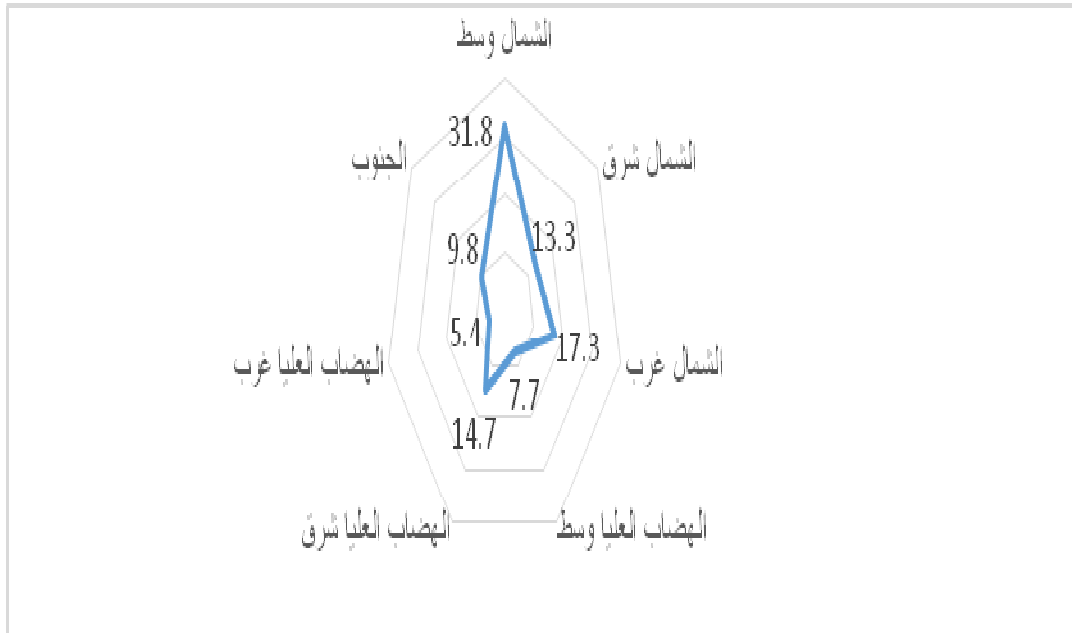 الشمال وسط
31.8
الجنوب
الشمال شرق
9.8
13.3
5.4
17.3
الهضاب العليا غرب
الشمال غرب
7.7
14.7
الهضاب العليا شرق
الهضاب العليا وسط